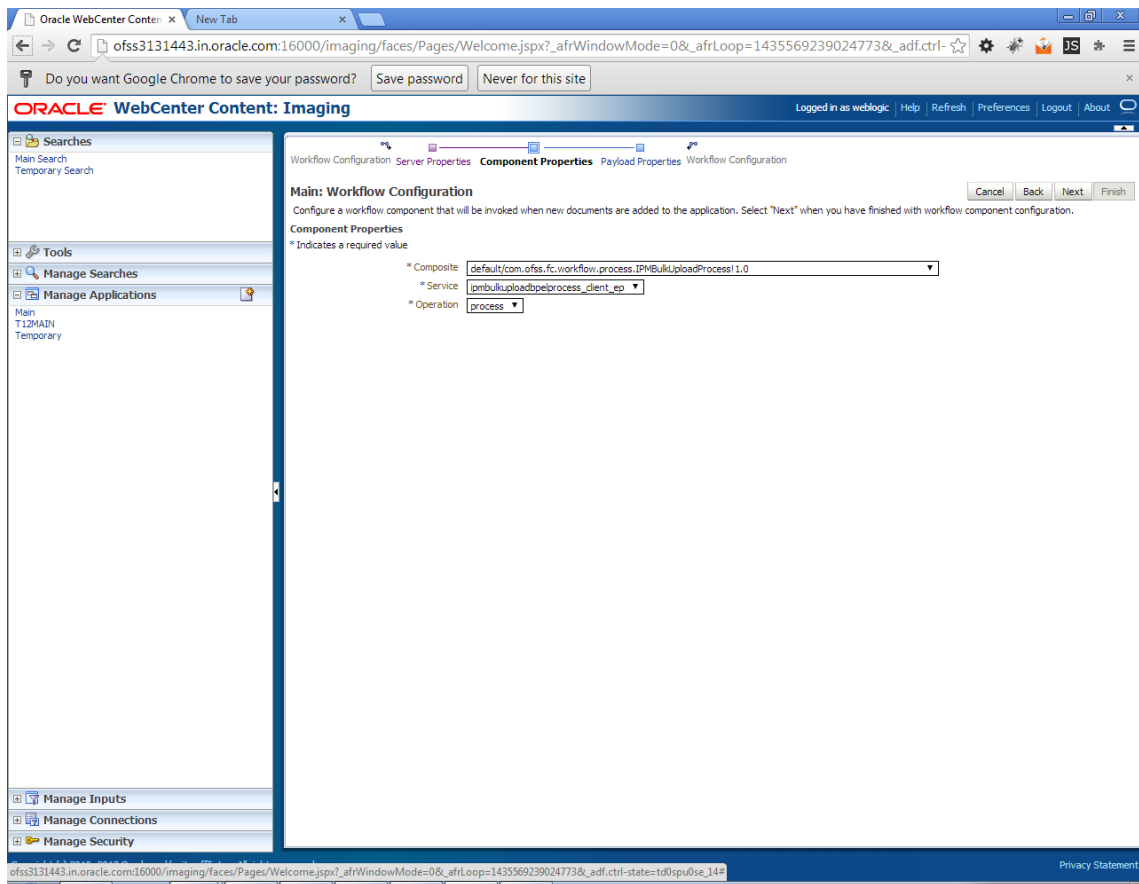 Oracle WebCenter Conten
New Tab
ofss3131443.in.oracle.com:16000/imaging/faces/Pages/Welcome.jspx?_afrWindowMode=0&_afrLoop=1435569239024773&_adf.ctrl-
Do you want Google Chrome to save your password? Save password Never for this site
ORACLE WebCenter Content: Imaging
Logged in as weblogic Help Refresh Preferences Logout About
Searches
Main Search
Temporary Search
Tools
Manage Searches
Manage Applications
Main
T12MAIN
Temporary
Manage Inputs
Manage Connections
Manage Security
Workflow Configuration Server Properties Component Properties Payload Properties Workflow Configuration
Main: Workflow Configuration
Cancel Back Next Finish
Configure a workflow component that will be invoked when new documents are added to the application. Select "Next" when you have finished with workflow component configuration.
Component Properties
* Indicates a required value
* Composite default/com.ofss.fc.workflow.process.IPMBulkUploadProcess!1.0
* Service ipmbulkuploadbpelprocess_client_ep
* Operation process
Privacy Statement
ofss3131443.in.oracle.com:16000/imaging/faces/Pages/Welcome.jspx?_afrWindowMode=0&_afrLoop=1435569239024773&_adf.ctrl-state=td0spu0se_14#